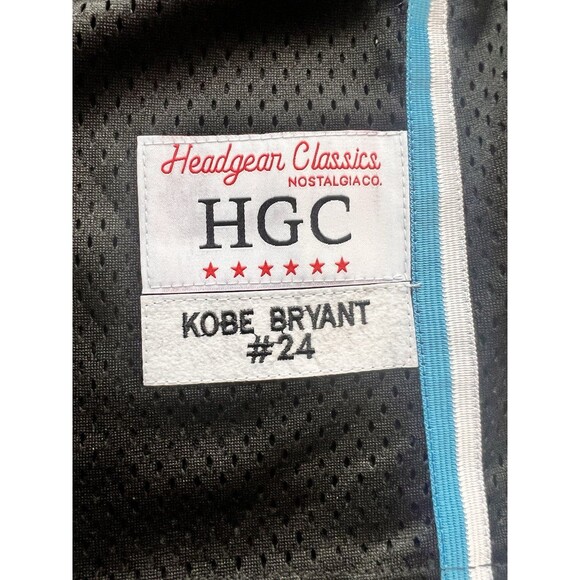 Headgear Classics
NOSTALGIA CO.
HGC
KOBE BRYANT
#24